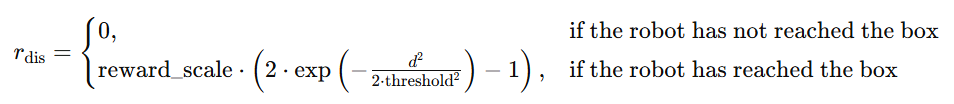 r_dis = { 0, if the robot has not reached the box
reward_scale · (2 · exp(−d²/(2·threshold²)) − 1), if the robot has reached the box